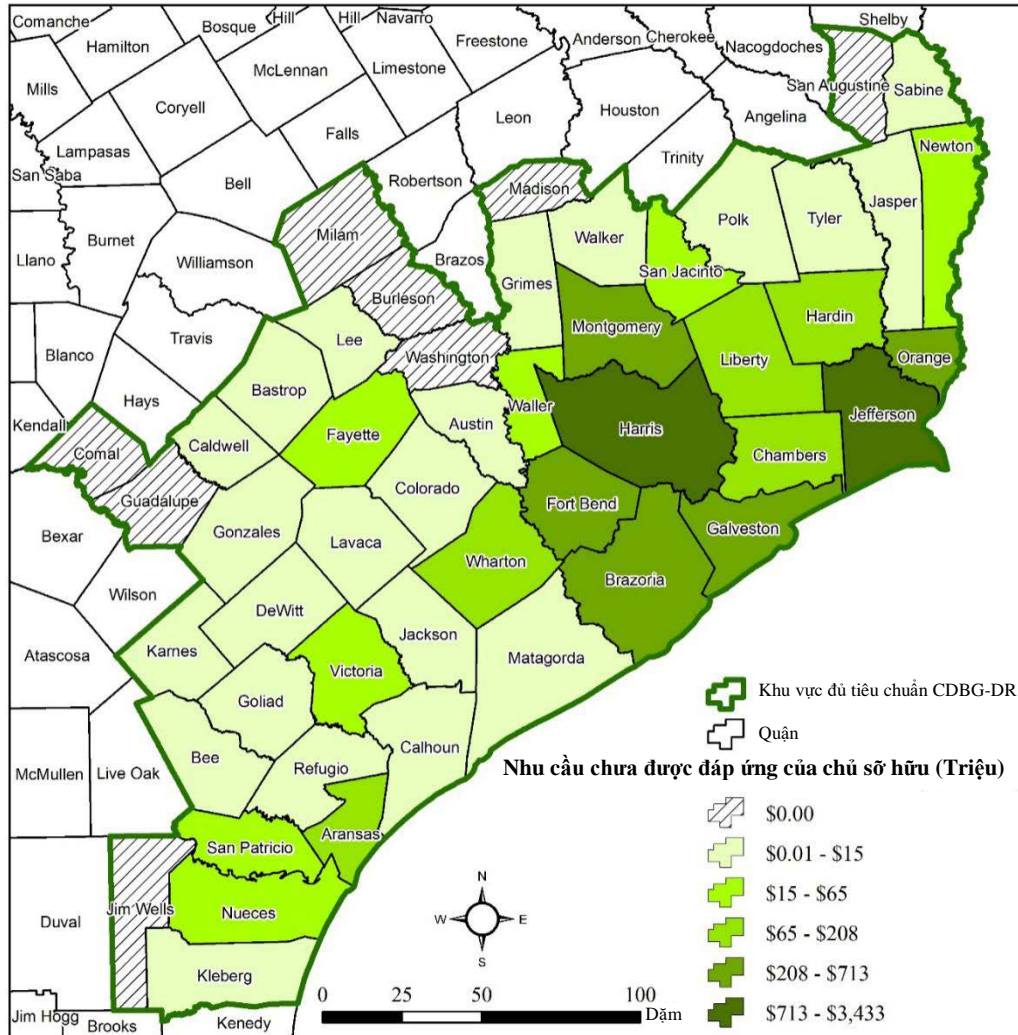 Comanche
Hill
Hill
Navarro
Shelby
Bosque
Hamilton
Freestone
Anderson
Cherokee
Nacogdoches
McLennan
Limestone
Mills
San Augustine
Sabine
Coryell
Leon
Houston
Angelina
Falls
Newton
Lampasas
Trinity
San Saba
Bell
Robertson
Madison
Jasper
Polk
Tyler
Burnet
Milam
Walker
Llano
Williamson
Brazos
San Jacinto
Grimes
Burleson
Hardin
Montgomery
Travis
Lee
Liberty
Blanco
Washington
Orange
Bastrop
Hays
Waller
Jefferson
Kendall
Austin
Harris
Fayette
Caldwell
Comal
Chambers
Colorado
Guadalupe
Fort Bend
Galveston
Bexar
Gonzales
Lavaca
Wharton
Brazoria
Wilson
DeWitt
Jackson
Atascosa
Karnes
Matagorda
Victoria
Goliad
Calhoun
Bee
McMullen
Live Oak
Refugio
Aransas
San Patricio
Duval
Jim Wells
Nueces
Kleberg
Jim Hogg
Brooks
Kenedy
Khu vực đủ tiêu chuẩn CDBG-DR
Quận
Nhu cầu chưa được đáp ứng của chủ sỡ hữu (Triệu)
$0.00
$0.01 - $15
$15 - $65
$65 - $208
$208 - $713
$713 - $3,433
N
W
E
S
0 25 50 100
Dặm